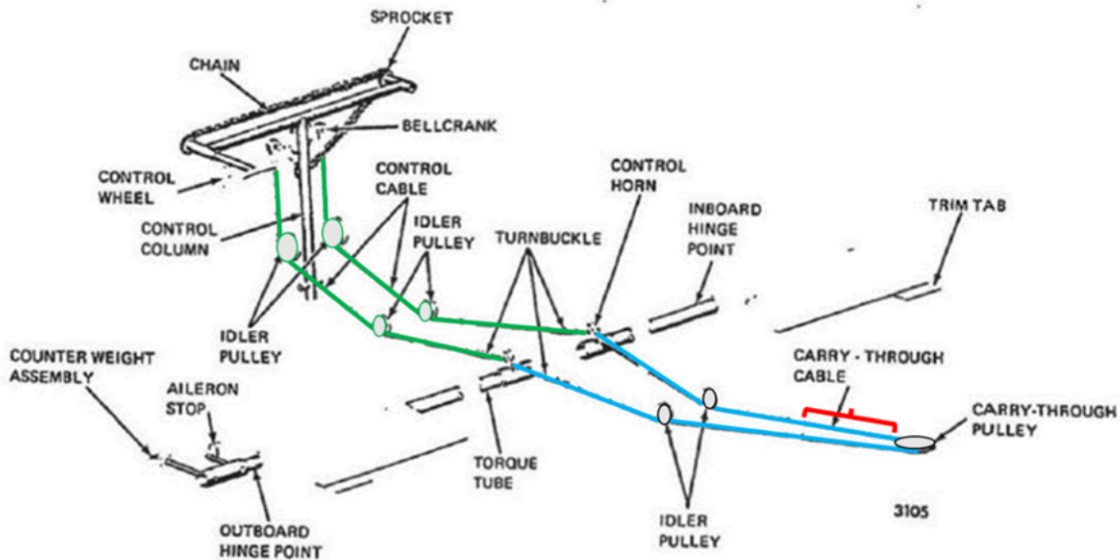 SPROCKET
CHAIN
BELLCRANK
CONTROL
WHEEL
CONTROL
CABLE
CONTROL
HORN
CONTROL
COLUMN
IDLER
PULLEY
TURNBUCKLE
INBOARD
HINGE
POINT
TRIM TAB
IDLER
PULLEY
COUNTER WEIGHT
ASSEMBLY
AILERON
STOP
CARRY - THROUGH
CABLE
CARRY-THROUGH
PULLEY
TORQUE
TUBE
OUTBOARD
HINGE POINT
IDLER
PULLEY
3105